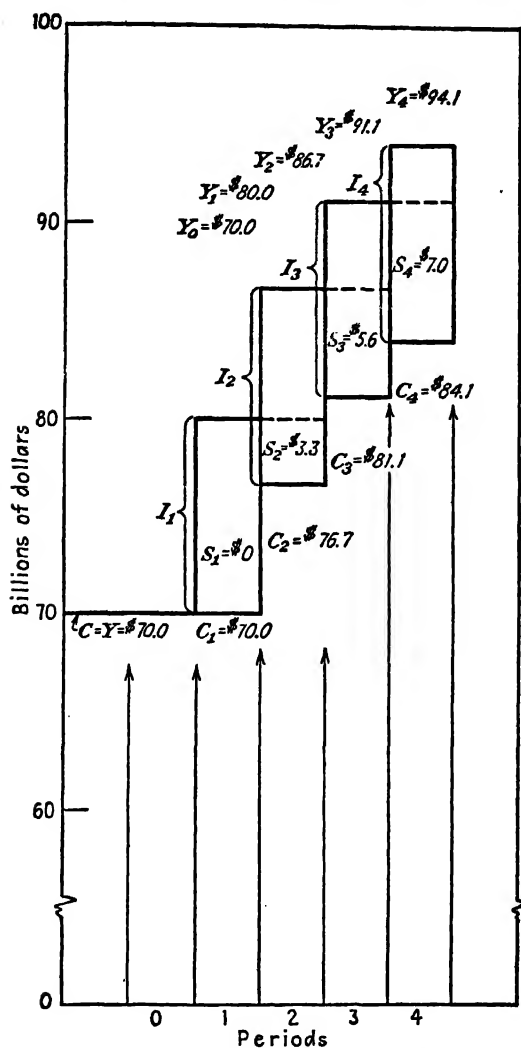 100
Y₄=$94.1
Y₃=$91.1
Y₂=$86.7
I₄
Y₁=$80.0
90
Y₀=$70.0
I₃
S₄=$7.0
S₃=$5.6
I₂
C₄=$84.1
80
S₂=$3.3
C₃=$81.1
I₁
C₂=$76.7
S₁=$0
Billions of dollars
70
C=Y=$70.0
C₁=$70.0
60
0
0 1 2 3 4
Periods